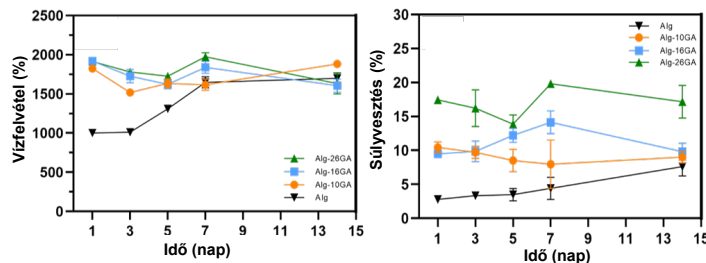 Vízfelvétel (%)
2500
2000
1500
1000
500
0
1 3 5 7 9 11 13 15
Idő (nap)
Alg-26GA
Alg-16GA
Alg-10GA
Alg
Súlyvesztés (%)
30
25
20
15
10
5
0
1 3 5 7 9 11 13 15
Idő (nap)
Alg
Alg-10GA
Alg-16GA
Alg-26GA